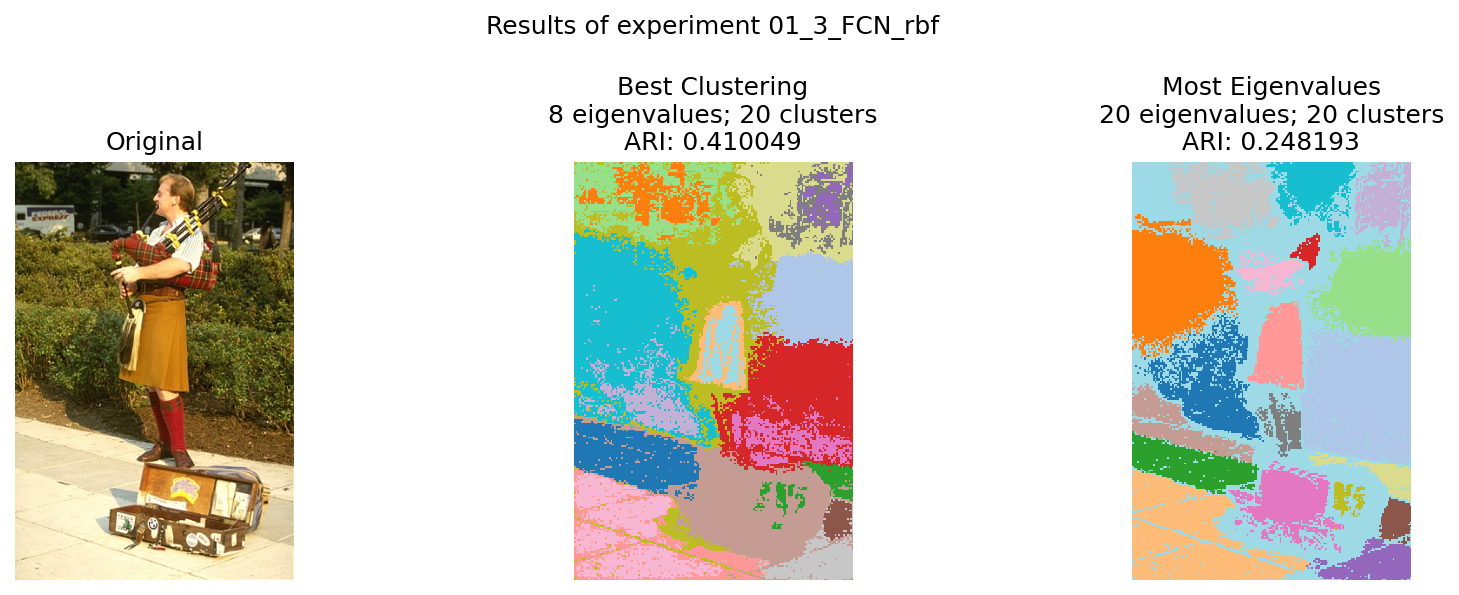 Results of experiment 01_3_FCN_rbf
Original
Best Clustering
8 eigenvalues; 20 clusters
ARI: 0.410049
Most Eigenvalues
20 eigenvalues; 20 clusters
ARI: 0.248193
EXPRESS